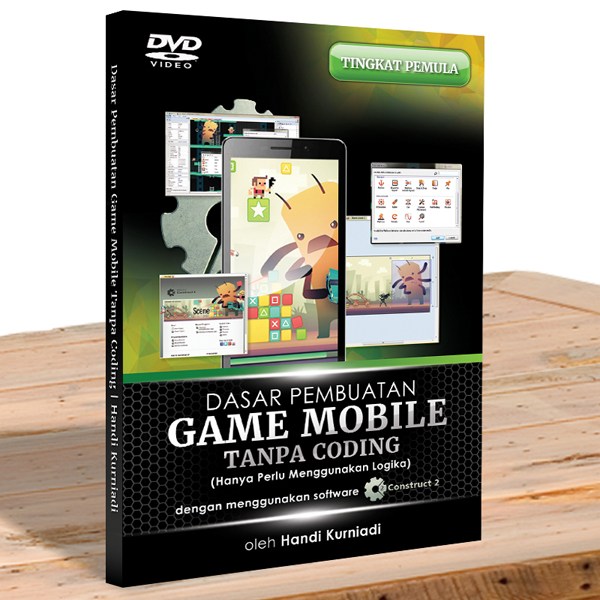 DVD
VIDEO
TINGKAT PEMULA
Dasar Pembuatan Game Mobile Tanpa Coding | Handi Kurniadi
DASAR PEMBUATAN
GAME MOBILE
TANPA CODING
(Hanya Perlu Menggunakan Logika)
dengan menggunakan software Construct 2
oleh Handi Kurniadi